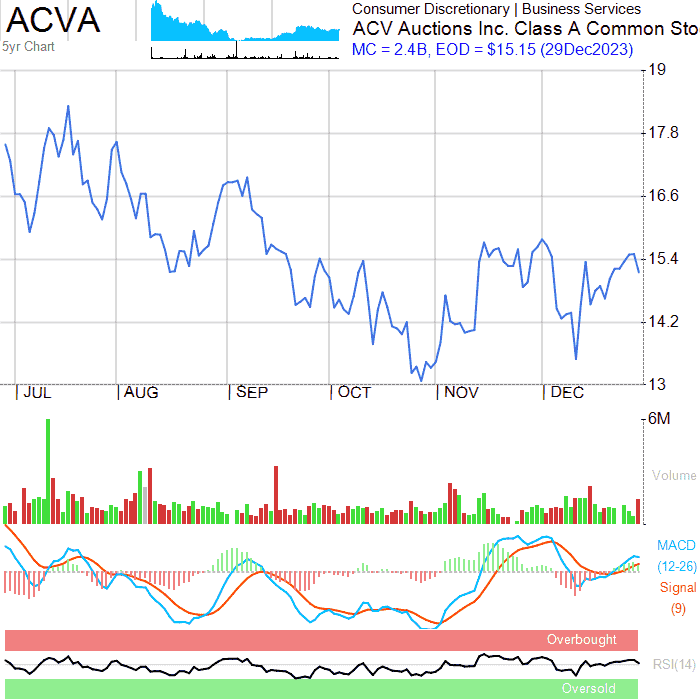 ACVA
5yr Chart
Consumer Discretionary | Business Services
ACV Auctions Inc. Class A Common Sto
MC = 2.4B, EOD = $15.15 (29Dec2023)
19
17.8
16.6
15.4
14.2
13
| JUL | AUG | SEP | OCT | NOV | DEC
6M
Volume
MACD
(12-26)
Signal
(9)
Overbought
RSI(14)
Oversold